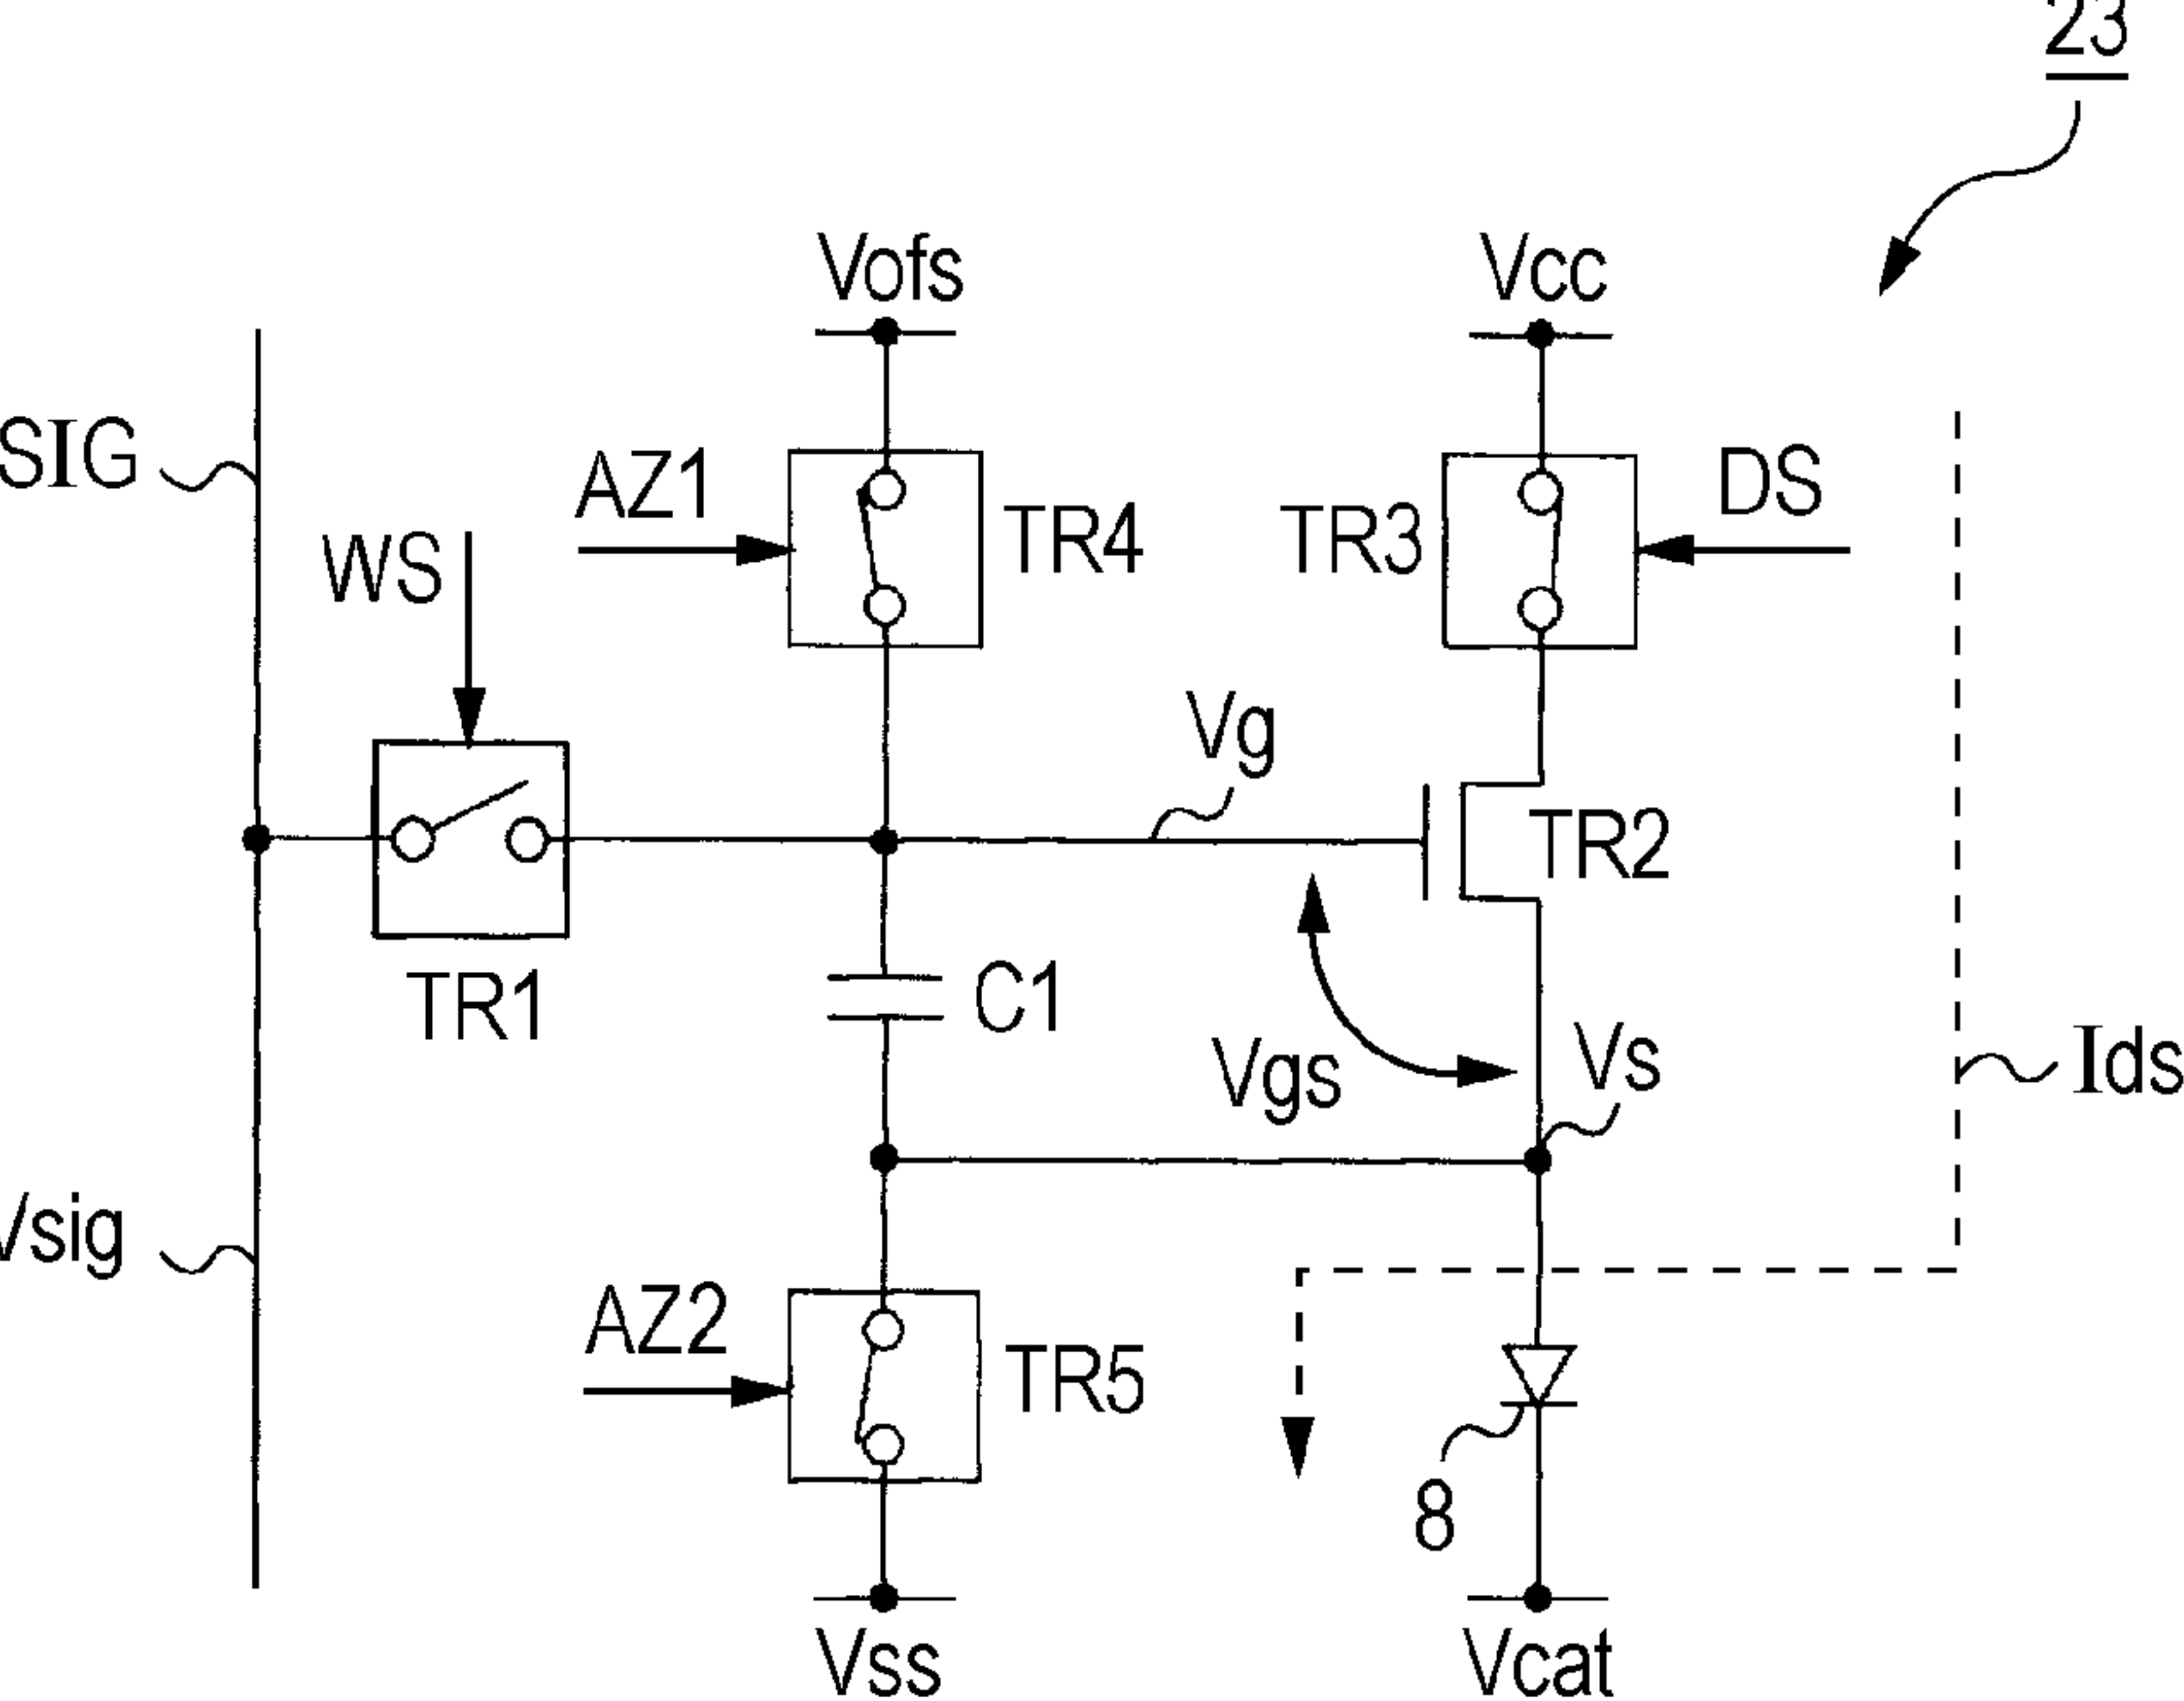 23
Vofs
Vcc
SIG
AZ1
TR4
TR3
DS
WS
Vg
TR2
TR1
C1
Vgs
Vs
Ids
Vsig
AZ2
TR5
8
Vss
Vcat